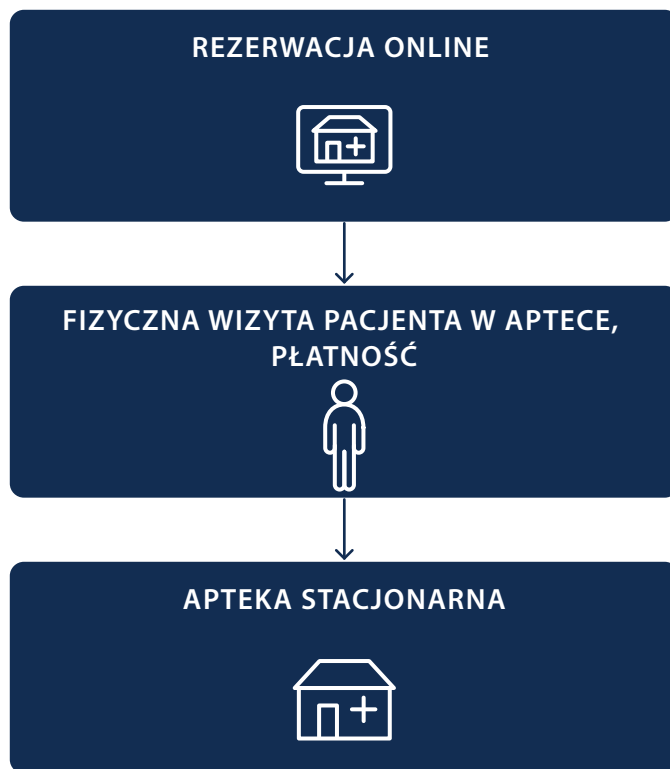 REZERWACJA ONLINE
FIZYCZNA WIZYTA PACJENTA W APTECE,
PŁATNOŚĆ
APTEKA STACJONARNA